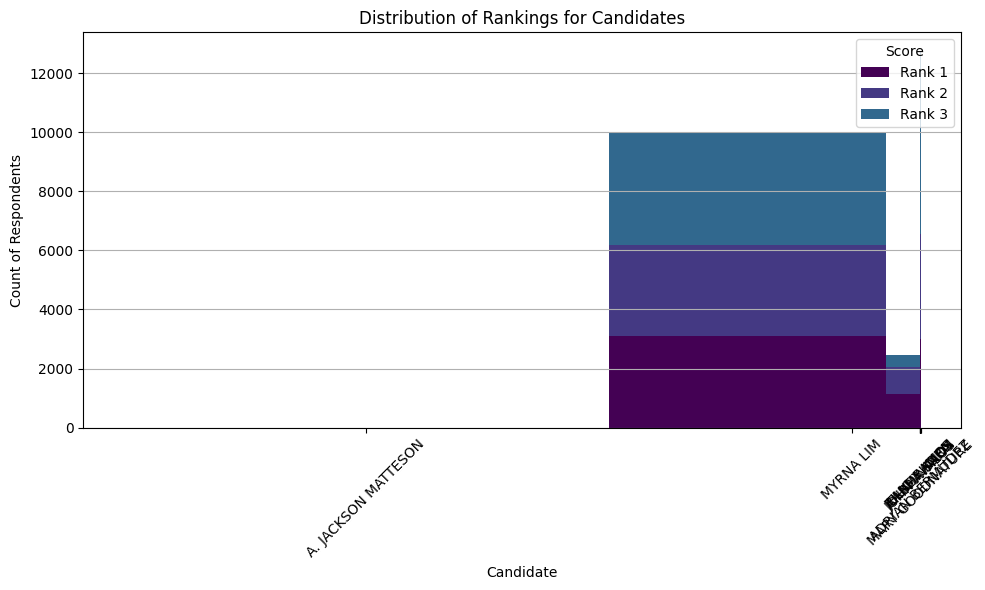 Distribution of Rankings for Candidates
Score
Rank 1
Rank 2
Rank 3
12000
10000
8000
6000
4000
2000
0
Count of Respondents
A. JACKSON MATTESON
MYRNA LIM
Candidate